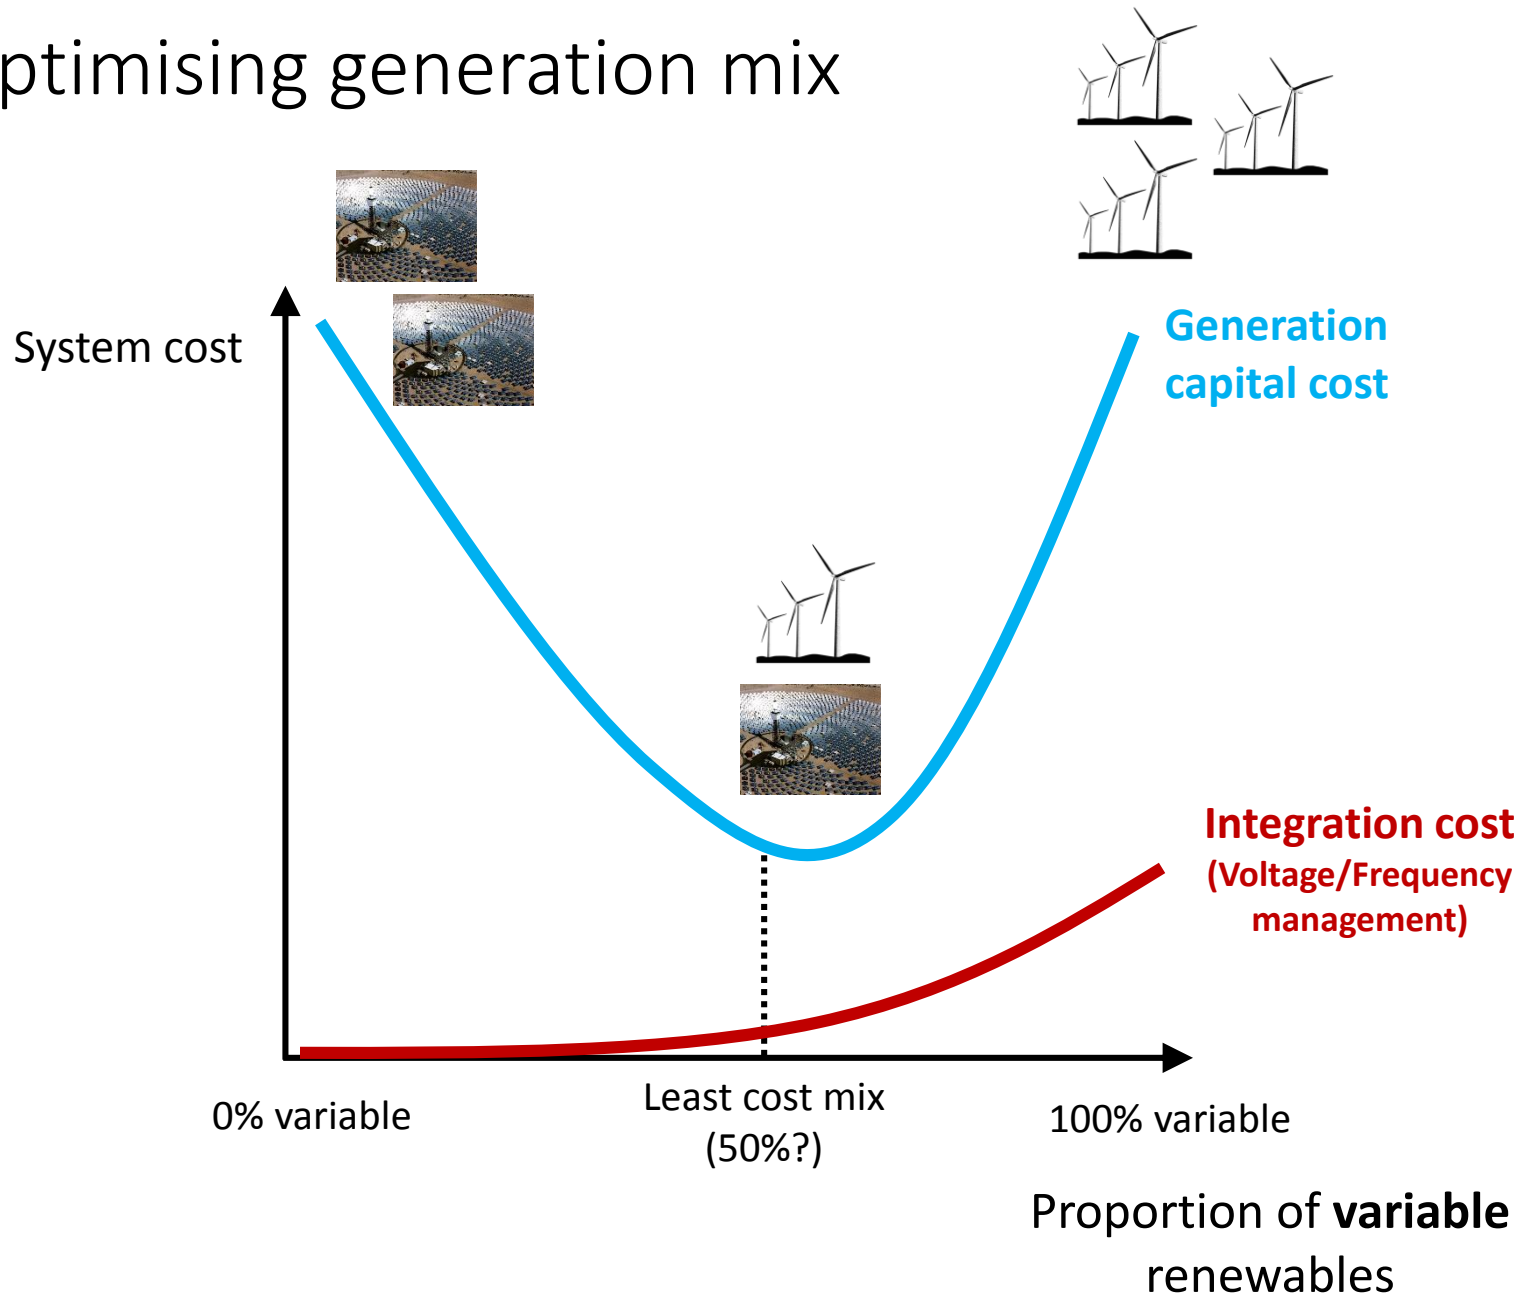 ptimising generation mix
System cost
Generation
capital cost
Integration cost
(Voltage/Frequency
management)
0% variable
Least cost mix
(50%?)
100% variable
Proportion of variable
renewables